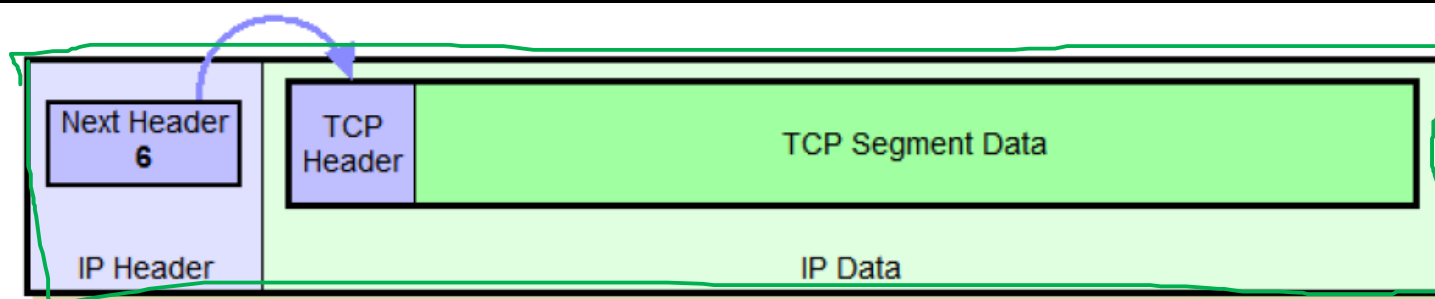 Next Header
6
TCP
Header
TCP Segment Data
IP Header
IP Data